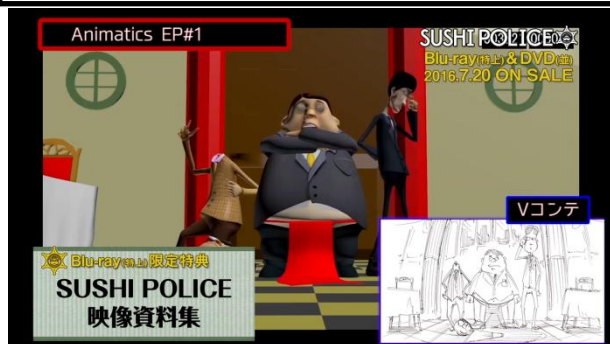 Animatics EP#1
SUSHI POLICE
Blu-ray(特上)&DVD(並)
2016.7.20 ON SALE
Vコンテ
Blu-ray(特上)限定特典
SUSHI POLICE
映像資料集